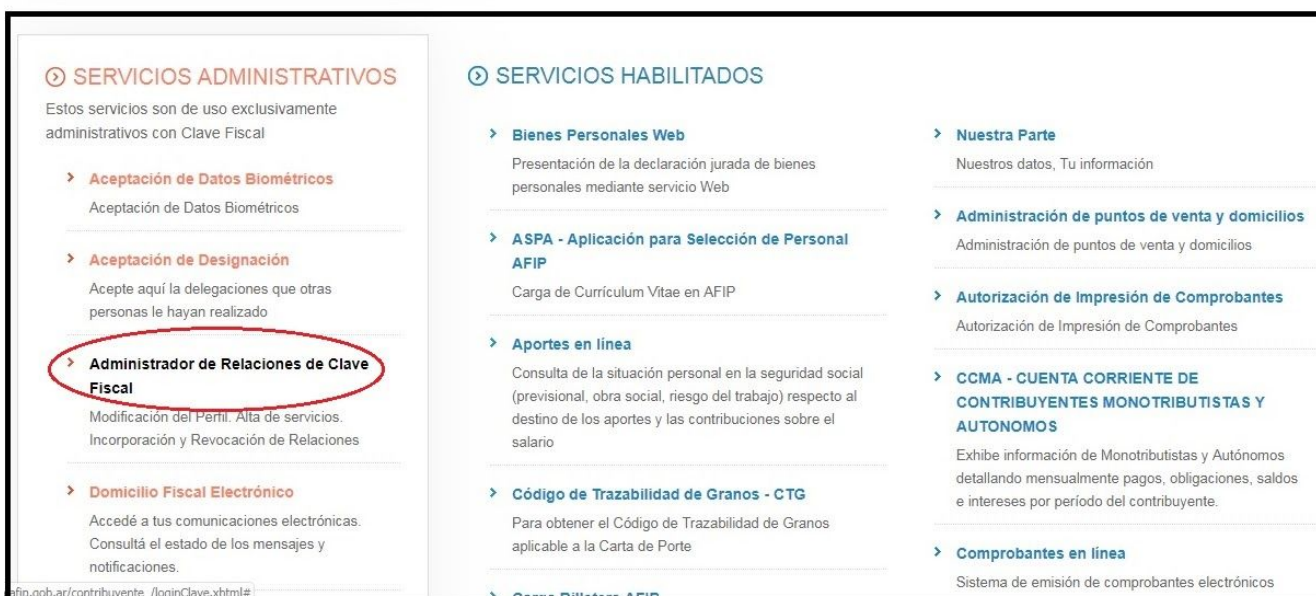 SERVICIOS ADMINISTRATIVOS
Estos servicios son de uso exclusivamente
administrativos con Clave Fiscal
Aceptación de Datos Biométricos
Aceptación de Datos Biométricos
Aceptación de Designación
Acepte aquí la delegaciones que otras
personas le hayan realizado
Administrador de Relaciones de Clave
Fiscal
Modificación del Perfil. Alta de servicios.
Incorporación y Revocación de Relaciones
Domicilio Fiscal Electrónico
Accedé a tus comunicaciones electrónicas.
Consultá el estado de los mensajes y
notificaciones.
afip.gob.ar/contribuyente_/loginClave.xhtml#
SERVICIOS HABILITADOS
Bienes Personales Web
Presentación de la declaración jurada de bienes
personales mediante servicio Web
ASPA - Aplicación para Selección de Personal
AFIP
Carga de Currículum Vitae en AFIP
Aportes en línea
Consulta de la situación personal en la seguridad social
(previsional, obra social, riesgo del trabajo) respecto al
destino de los aportes y las contribuciones sobre el
salario
Código de Trazabilidad de Granos - CTG
Para obtener el Código de Trazabilidad de Granos
aplicable a la Carta de Porte
Nuestra Parte
Nuestros datos, Tu información
Administración de puntos de venta y domicilios
Administración de puntos de venta y domicilios
Autorización de Impresión de Comprobantes
Autorización de Impresión de Comprobantes
CCMA - CUENTA CORRIENTE DE
CONTRIBUYENTES MONOTRIBUTISTAS Y
AUTONOMOS
Exhibe información de Monotributistas y Autónomos
detallando mensualmente pagos, obligaciones, saldos
e intereses por período del contribuyente.
Comprobantes en línea
Sistema de emisión de comprobantes electrónicos